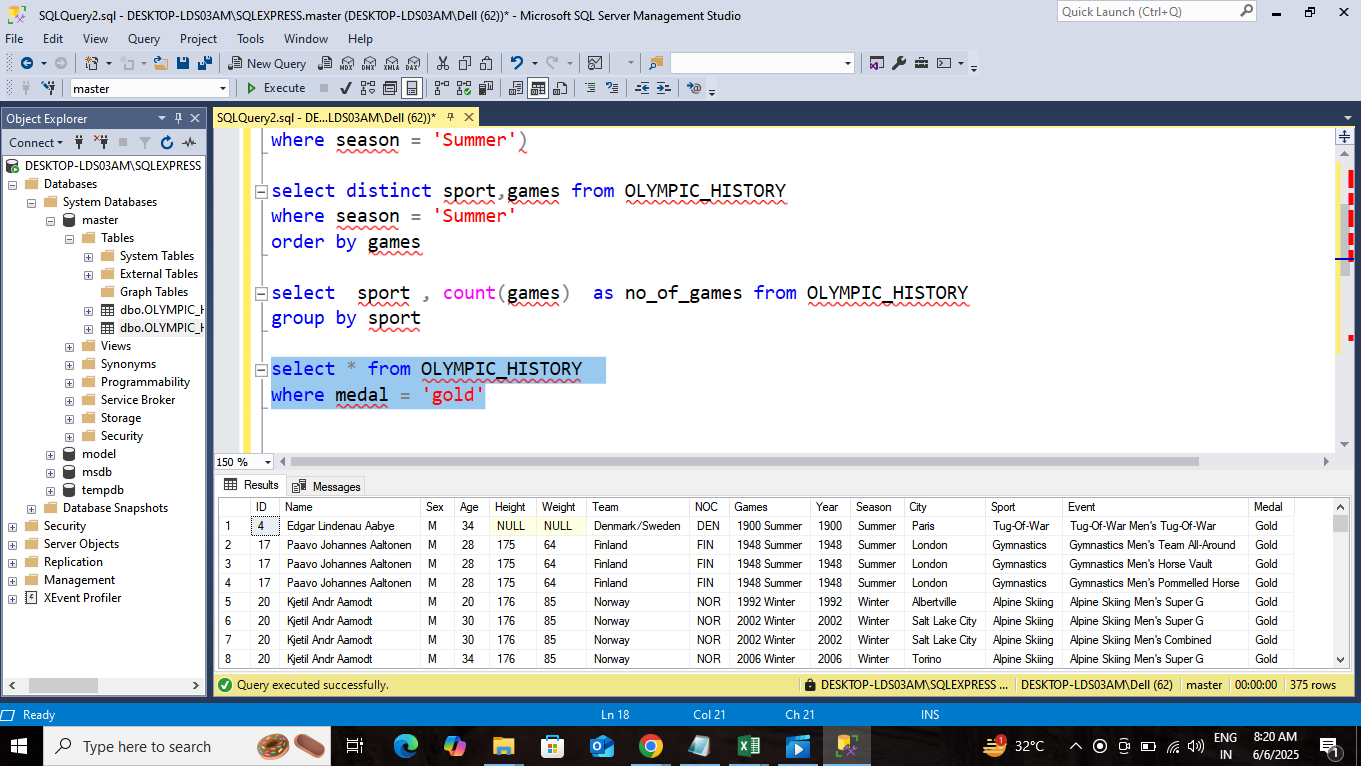 SQLQuery2.sql - DESKTOP-LDS03AM\SQLEXPRESS.master (DESKTOP-LDS03AM\Dell (62))* - Microsoft SQL Server Management Studio
Quick Launch (Ctrl+Q)
File Edit View Query Project Tools Window Help
New Query
MDX DMX XMLA DAX
master
Execute
Object Explorer
Connect
DESKTOP-LDS03AM\SQLEXPRESS
Databases
System Databases
master
Tables
System Tables
External Tables
Graph Tables
dbo.OLYMPIC_H
dbo.OLYMPIC_H
Views
Synonyms
Programmability
Service Broker
Storage
Security
model
msdb
tempdb
Database Snapshots
Security
Server Objects
Replication
Management
XEvent Profiler
SQLQuery2.sql - DE...LDS03AM\Dell (62))*
where season = 'Summer')
select distinct sport,games from OLYMPIC_HISTORY
where season = 'Summer'
order by games
select sport , count(games) as no_of_games from OLYMPIC_HISTORY
group by sport
select * from OLYMPIC_HISTORY
where medal = 'gold'
150 %
Results Messages
ID Name Sex Age Height Weight Team NOC Games Year Season City Sport Event Medal
1 4 Edgar Lindenau Aabye M 34 NULL NULL Denmark/Sweden DEN 1900 Summer 1900 Summer Paris Tug-Of-War Tug-Of-War Men's Tug-Of-War Gold
2 17 Paavo Johannes Aaltonen M 28 175 64 Finland FIN 1948 Summer 1948 Summer London Gymnastics Gymnastics Men's Team All-Around Gold
3 17 Paavo Johannes Aaltonen M 28 175 64 Finland FIN 1948 Summer 1948 Summer London Gymnastics Gymnastics Men's Horse Vault Gold
4 17 Paavo Johannes Aaltonen M 28 175 64 Finland FIN 1948 Summer 1948 Summer London Gymnastics Gymnastics Men's Pommelled Horse Gold
5 20 Kjetil Andr Aamodt M 20 176 85 Norway NOR 1992 Winter 1992 Winter Albertville Alpine Skiing Alpine Skiing Men's Super G Gold
6 20 Kjetil Andr Aamodt M 30 176 85 Norway NOR 2002 Winter 2002 Winter Salt Lake City Alpine Skiing Alpine Skiing Men's Super G Gold
7 20 Kjetil Andr Aamodt M 30 176 85 Norway NOR 2002 Winter 2002 Winter Salt Lake City Alpine Skiing Alpine Skiing Men's Combined Gold
8 20 Kjetil Andr Aamodt M 34 176 85 Norway NOR 2006 Winter 2006 Winter Torino Alpine Skiing Alpine Skiing Men's Super G Gold
Query executed successfully. DESKTOP-LDS03AM\SQLEXPRESS ... DESKTOP-LDS03AM\Dell (62) master 00:00:00 375 rows
Ready Ln 18 Col 21 Ch 21 INS
Type here to search
1
32°C
ENG
IN
8:20 AM
6/6/2025
1